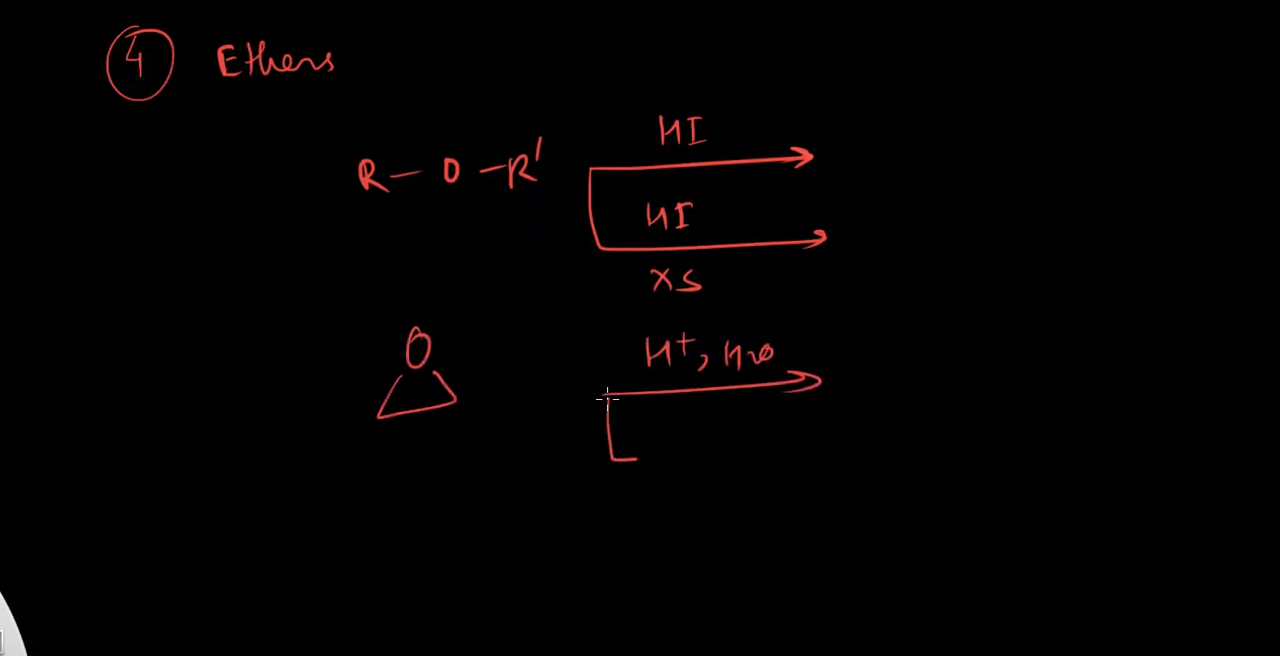 4 Ethers
R - O - R'
HI
HI
XS
O
H+, H2O